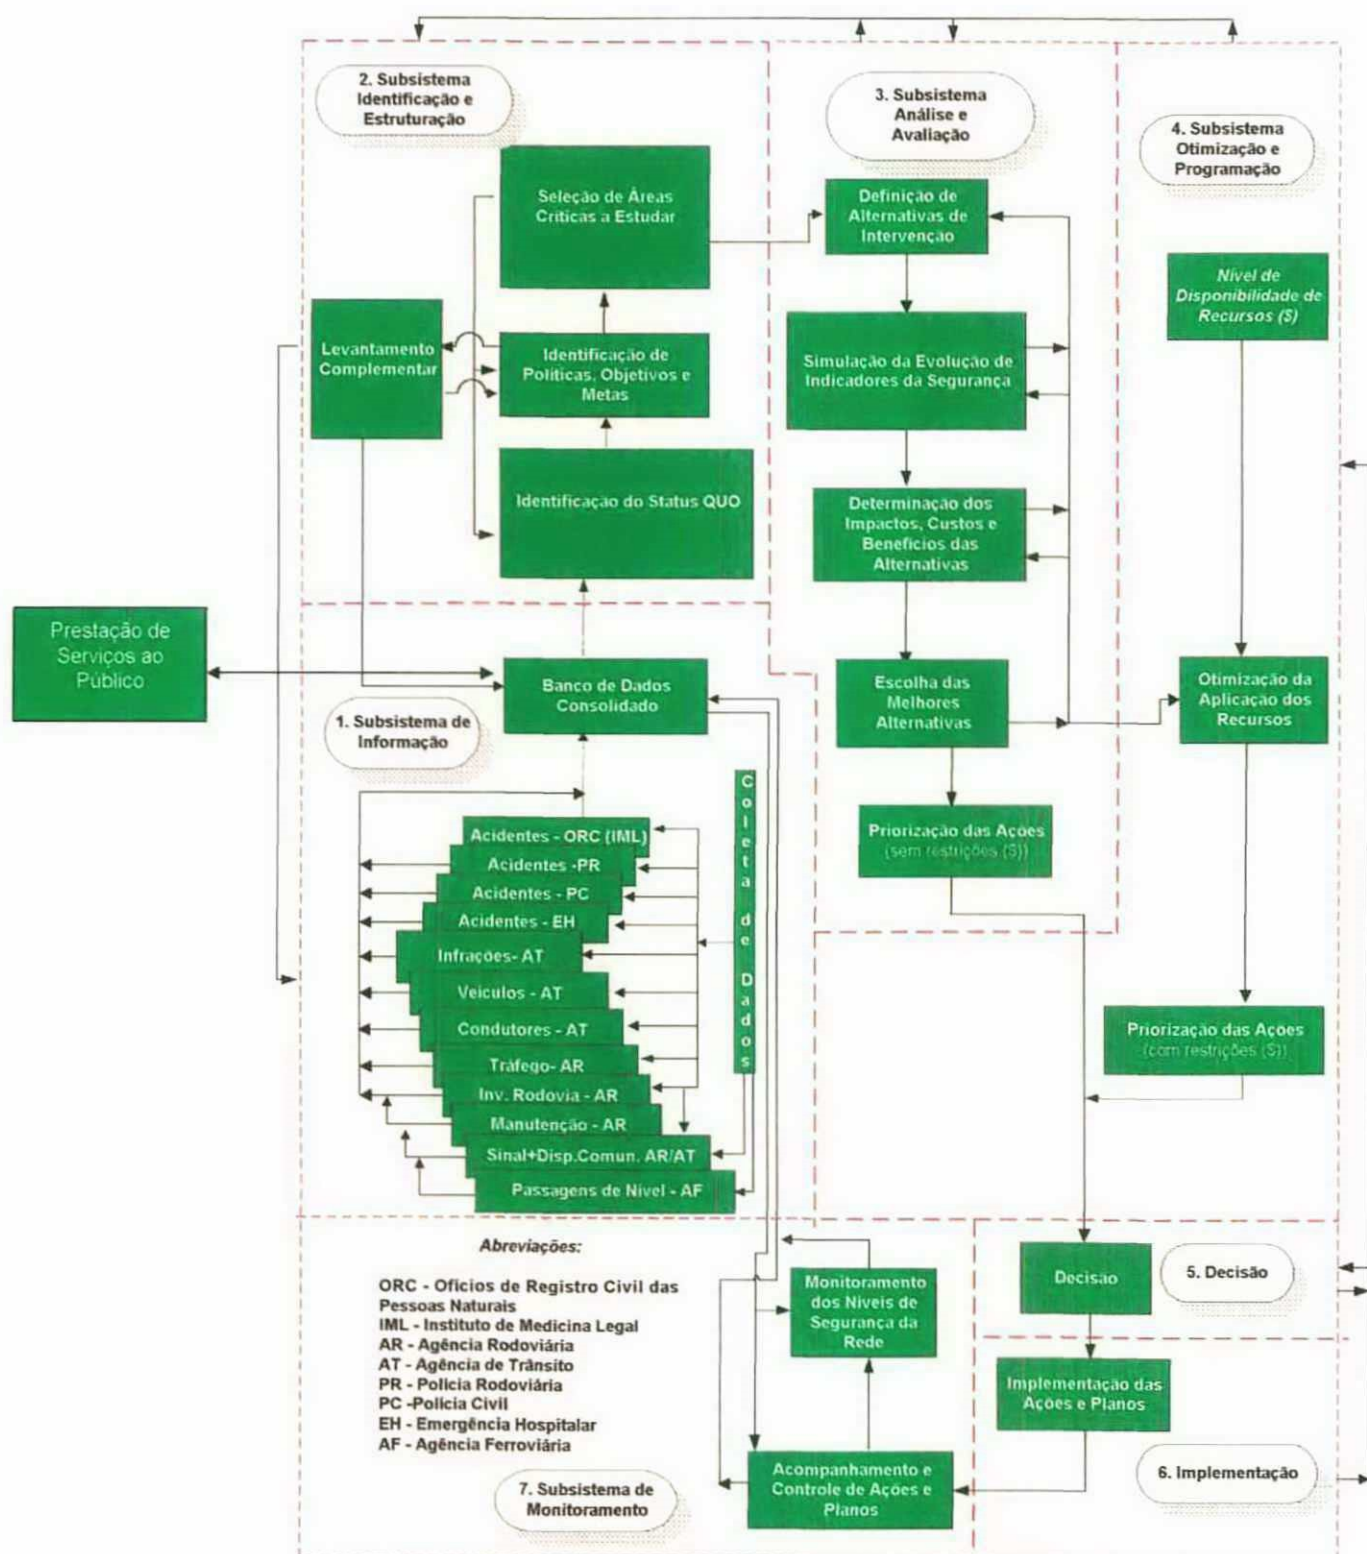 2. Subsistema
Identificação e
Estruturação
3. Subsistema
Análise e
Avaliação
4. Subsistema
Otimização e
Programação
Seleção de Áreas
Críticas a Estudar
Definição de
Alternativas de
Intervenção
Nível de
Disponibilidade de
Recursos ($)
Levantamento
Complementar
Identificação de
Políticas, Objetivos e
Metas
Simulação da Evolução de
Indicadores da Segurança
Identificação do Status QUO
Determinação dos
Impactos, Custos e
Benefícios das
Alternativas
Prestação de
Serviços ao
Público
Banco de Dados
Consolidado
Escolha das
Melhores
Alternativas
Otimização da
Aplicação dos
Recursos
1. Subsistema de
Informação
Coleta de Dados
Priorização das Ações
(sem restrições ($))
Acidentes - ORC (IML)
Acidentes -PR
Acidentes - PC
Acidentes - EH
Infrações- AT
Veículos - AT
Condutores - AT
Tráfego- AR
Inv. Rodovia - AR
Manutenção - AR
Sinal+Disp.Comun. AR/AT
Passagens de Nível - AF
Priorização das Ações
(com restrições ($))
Abreviações:
ORC - Ofícios de Registro Civil das
Pessoas Naturais
IML - Instituto de Medicina Legal
AR - Agência Rodoviária
AT - Agência de Trânsito
PR - Polícia Rodoviária
PC -Polícia Civil
EH - Emergência Hospitalar
AF - Agência Ferroviária
Monitoramento
dos Níveis de
Segurança da
Rede
Decisão
5. Decisão
Implementação das
Ações e Planos
6. Implementação
7. Subsistema de
Monitoramento
Acompanhamento e
Controle de Ações e
Planos